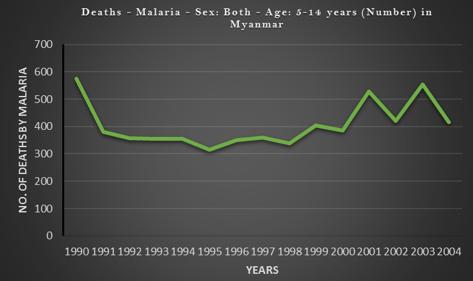 Deaths - Malaria - Sex: Both - Age: 5-14 years (Number) in
Myanmar
700
600
500
400
300
200
100
0
NO. OF DEATHS BY MALARIA
1990 1991 1992 1993 1994 1995 1996 1997 1998 1999 2000 2001 2002 2003 2004
YEARS